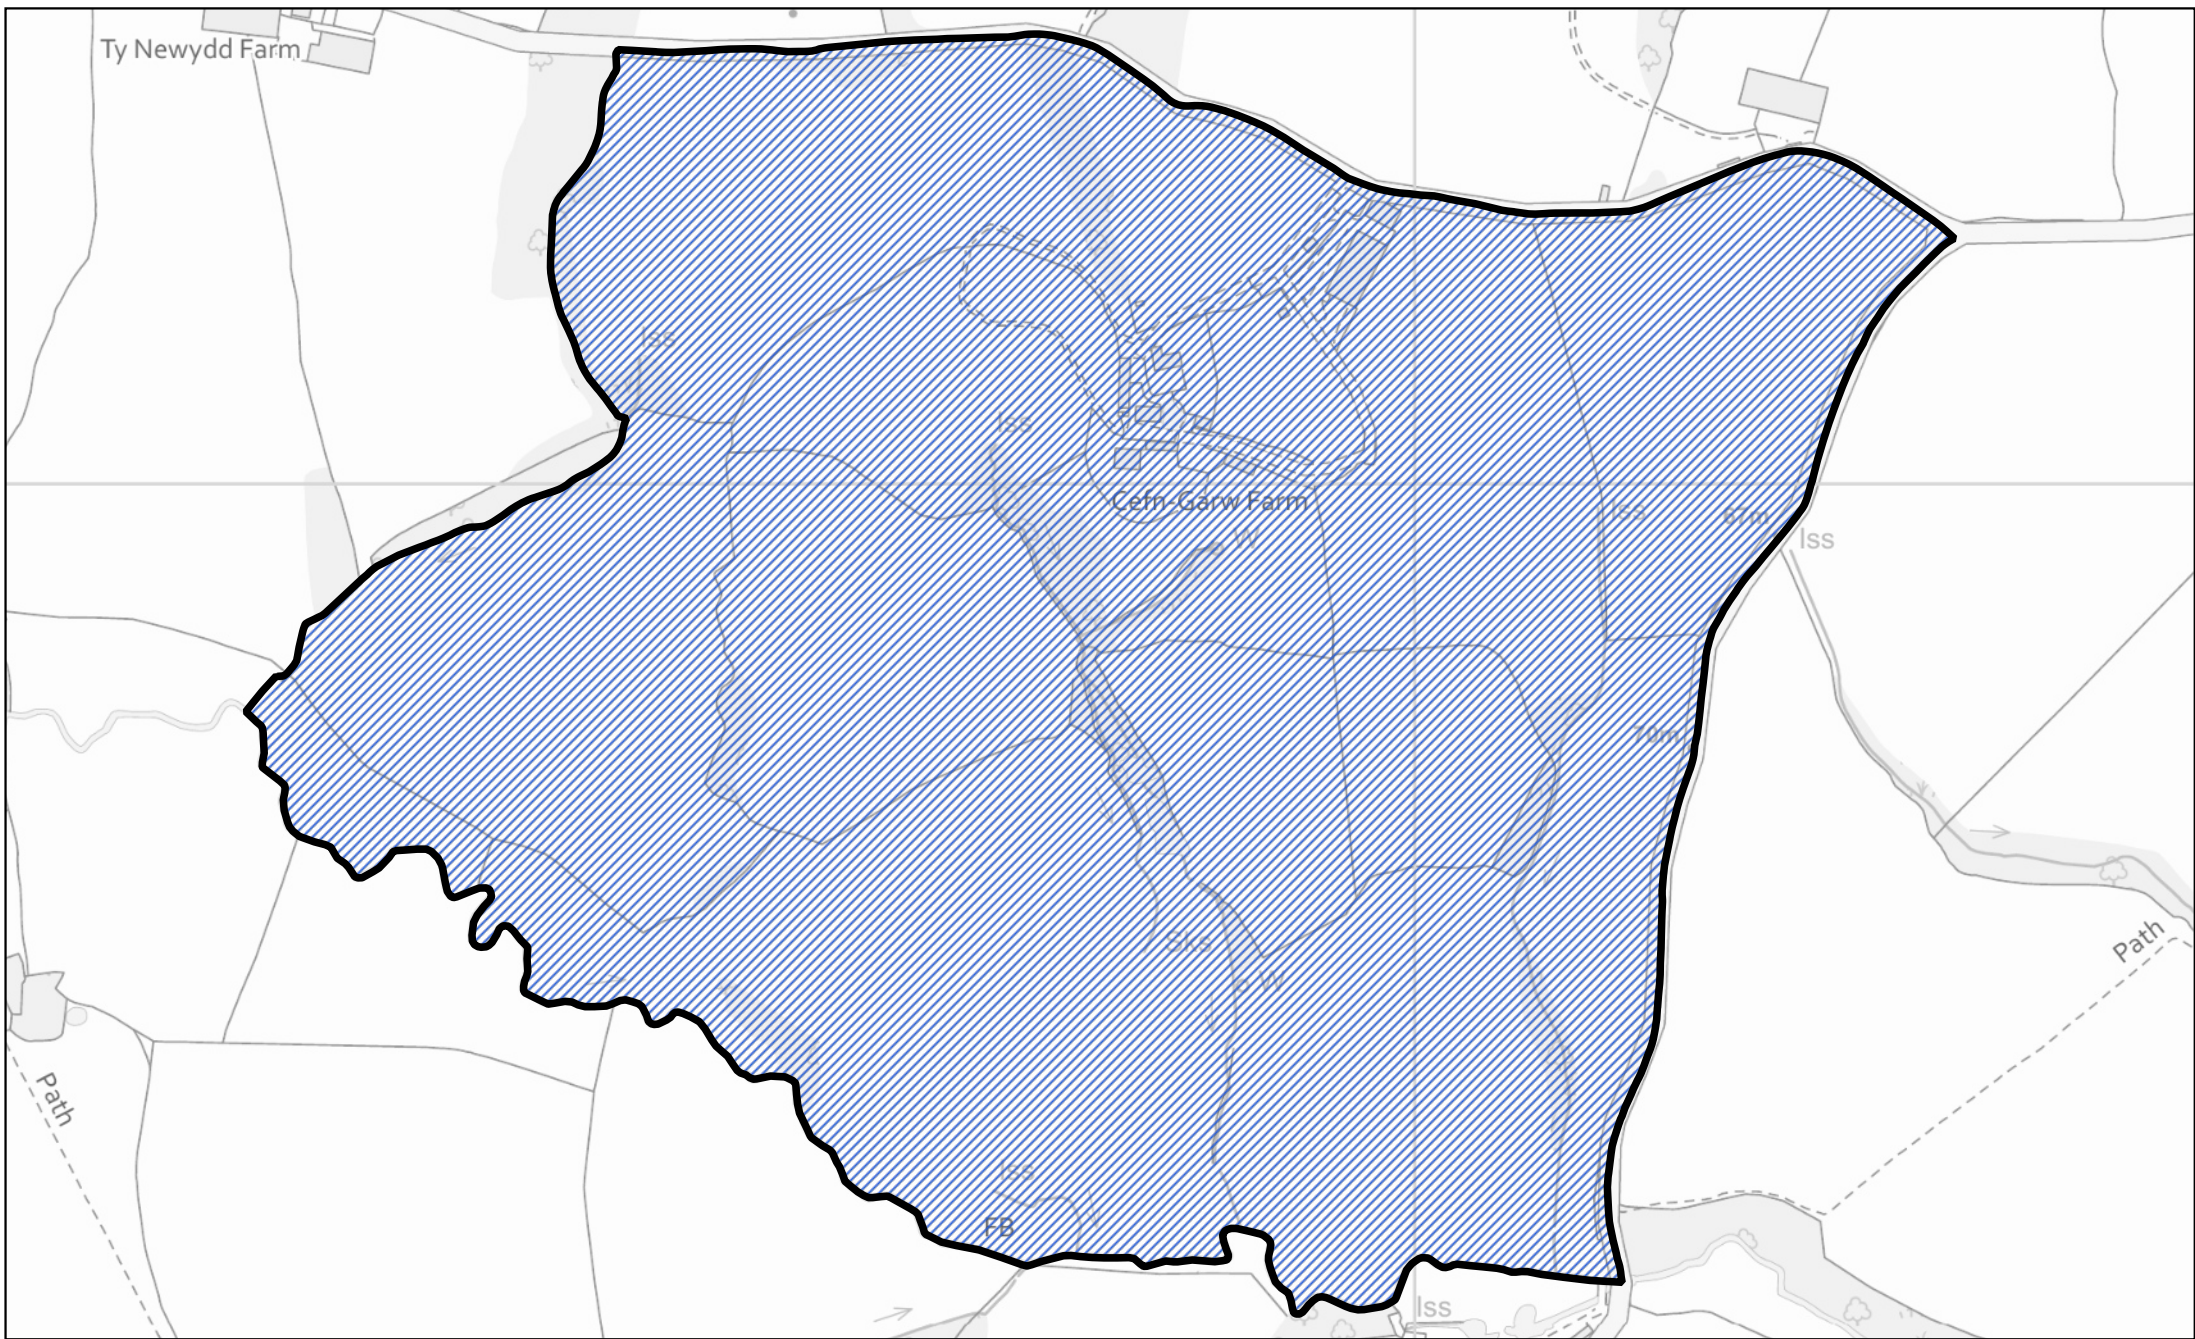 Ty Newydd Farm
Iss
Iss
Cefn-Garw Farm
Iss
67m
Iss
W
70m
Path
Sks
W
Path
Iss
FB
Iss